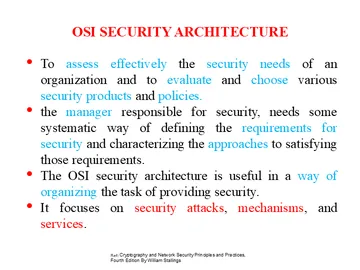 OSI SECURITY ARCHITECTURE
• To assess effectively the security needs of an
organization and to evaluate and choose various
security products and policies.
• the manager responsible for security, needs some
systematic way of defining the requirements for
security and characterizing the approaches to satisfying
those requirements.
• The OSI security architecture is useful in a way of
organizing the task of providing security.
• It focuses on security attacks, mechanisms, and
services.
Ref: Cryptography and Network Security Principles and Practices,
Fourth Edition By William Stallings